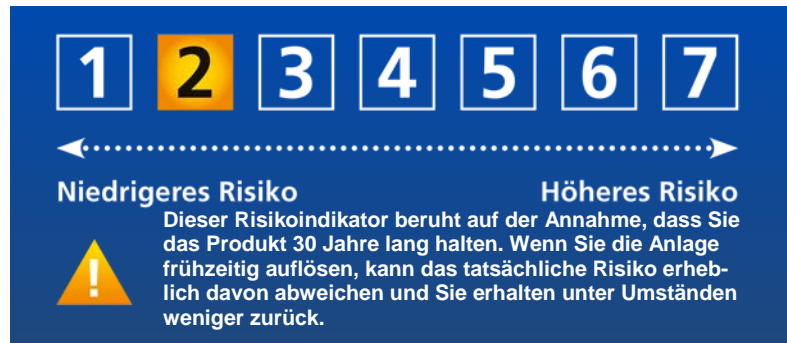 1 2 3 4 5 6 7
Niedrigeres Risiko Höheres Risiko
Dieser Risikoindikator beruht auf der Annahme, dass Sie
das Produkt 30 Jahre lang halten. Wenn Sie die Anlage
frühzeitig auflösen, kann das tatsächliche Risiko erheb-
lich davon abweichen und Sie erhalten unter Umständen
weniger zurück.